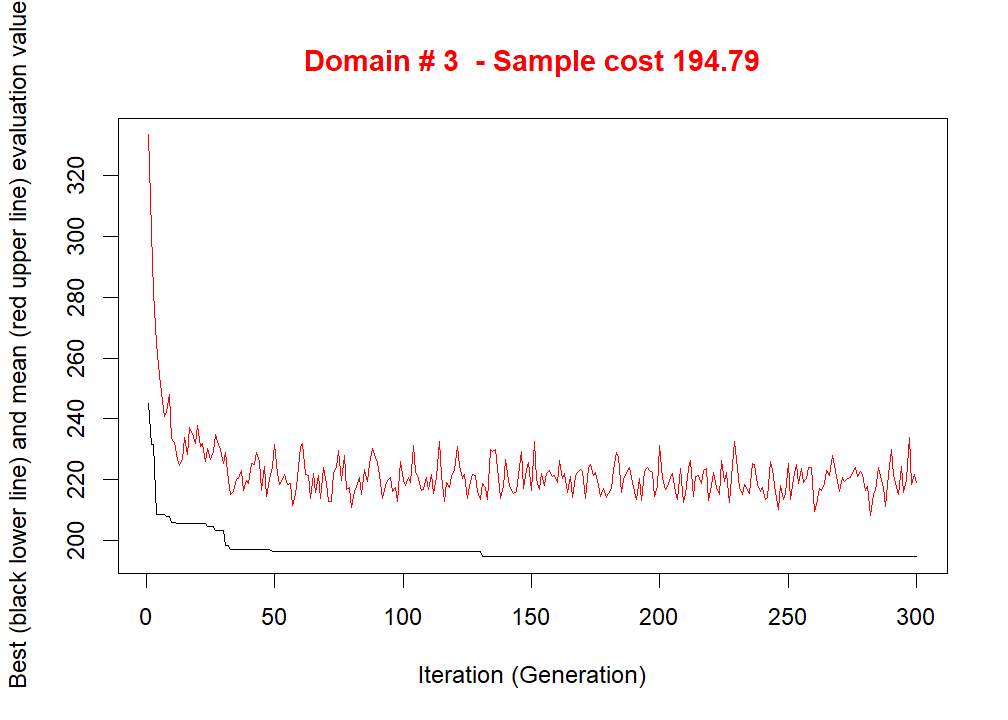 Domain # 3  - Sample cost 194.79
Best (black lower line) and mean (red upper line) evaluation value
320
300
280
260
240
220
200
0 50 100 150 200 250 300
Iteration (Generation)